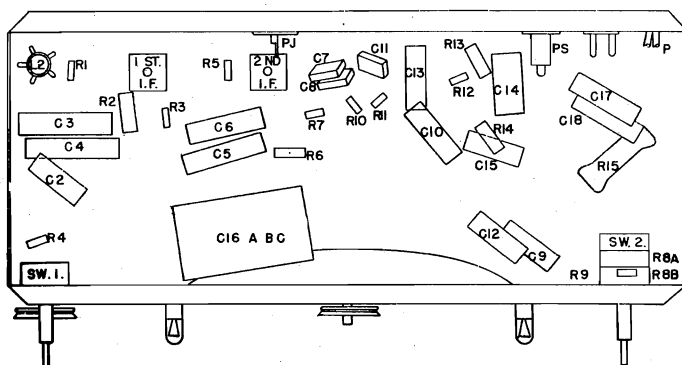 PJ
C7
C11
R13
PS
P
L2
R1
1 ST.
I.F.
R5
2 ND
I.F.
C8
C13
R12
C14
C17
R2
R3
R7
R10
R11
C18
C3
C6
C10
R14
C4
C5
R6
C15
R15
C2
C16 A B C
C12
C9
R4
SW. 2.
R8A
SW. 1.
R9
R8B